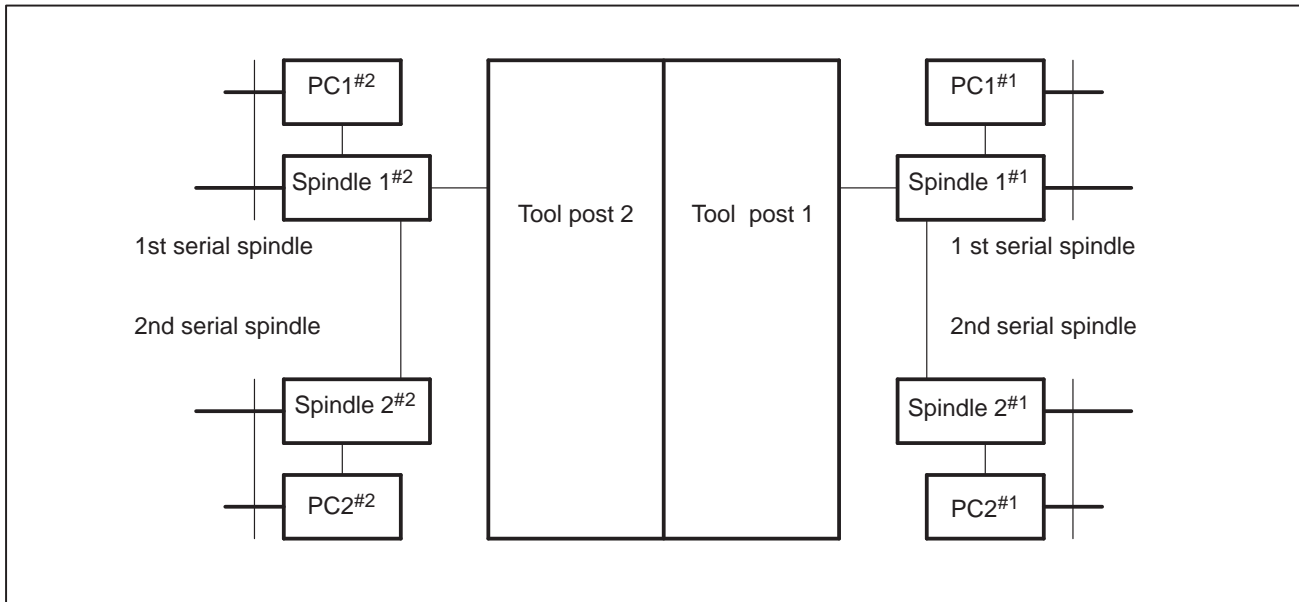 PC1#2
PC1#1
Spindle 1#2
Tool post 2
Tool post 1
Spindle 1#1
1st serial spindle
1 st serial spindle
2nd serial spindle
2nd serial spindle
Spindle 2#2
Spindle 2#1
PC2#2
PC2#1